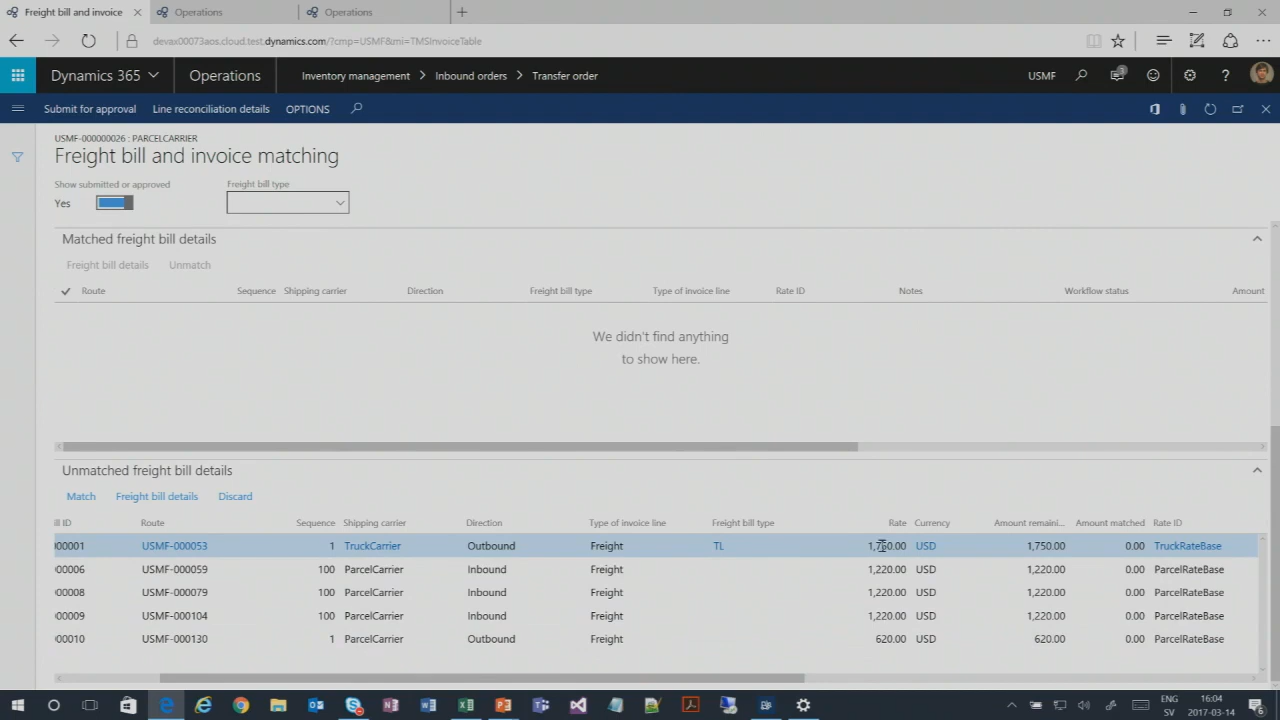 Freight bill and invoice
Operations
Operations
devax00073aos.cloud.test.dynamics.com/?cmp=USMF&mi=TMSInvoiceTable
Dynamics 365
Operations
Inventory management > Inbound orders > Transfer order
USMF
Submit for approval
Line reconciliation details
OPTIONS
USMF-000000026 : PARCELCARRIER
Freight bill and invoice matching
Show submitted or approved
Freight bill type
Yes
Matched freight bill details
Freight bill details
Unmatch
Route Sequence Shipping carrier Direction Freight bill type Type of invoice line Rate ID Notes Workflow status Amount
We didn't find anything
to show here.
Unmatched freight bill details
Match
Freight bill details
Discard
ill ID Route Sequence Shipping carrier Direction Type of invoice line Freight bill type Rate Currency Amount remaini... Amount matched Rate ID
00001 USMF-000053 1 TruckCarrier Outbound Freight TL 1,750.00 USD 1,750.00 0.00 TruckRateBase
00006 USMF-000059 100 ParcelCarrier Inbound Freight 1,220.00 USD 1,220.00 0.00 ParcelRateBase
00008 USMF-000079 100 ParcelCarrier Inbound Freight 1,220.00 USD 1,220.00 0.00 ParcelRateBase
00009 USMF-000104 100 ParcelCarrier Inbound Freight 1,220.00 USD 1,220.00 0.00 ParcelRateBase
00010 USMF-000130 1 ParcelCarrier Outbound Freight 620.00 USD 620.00 0.00 ParcelRateBase
ENG
SV
16:04
2017-03-14